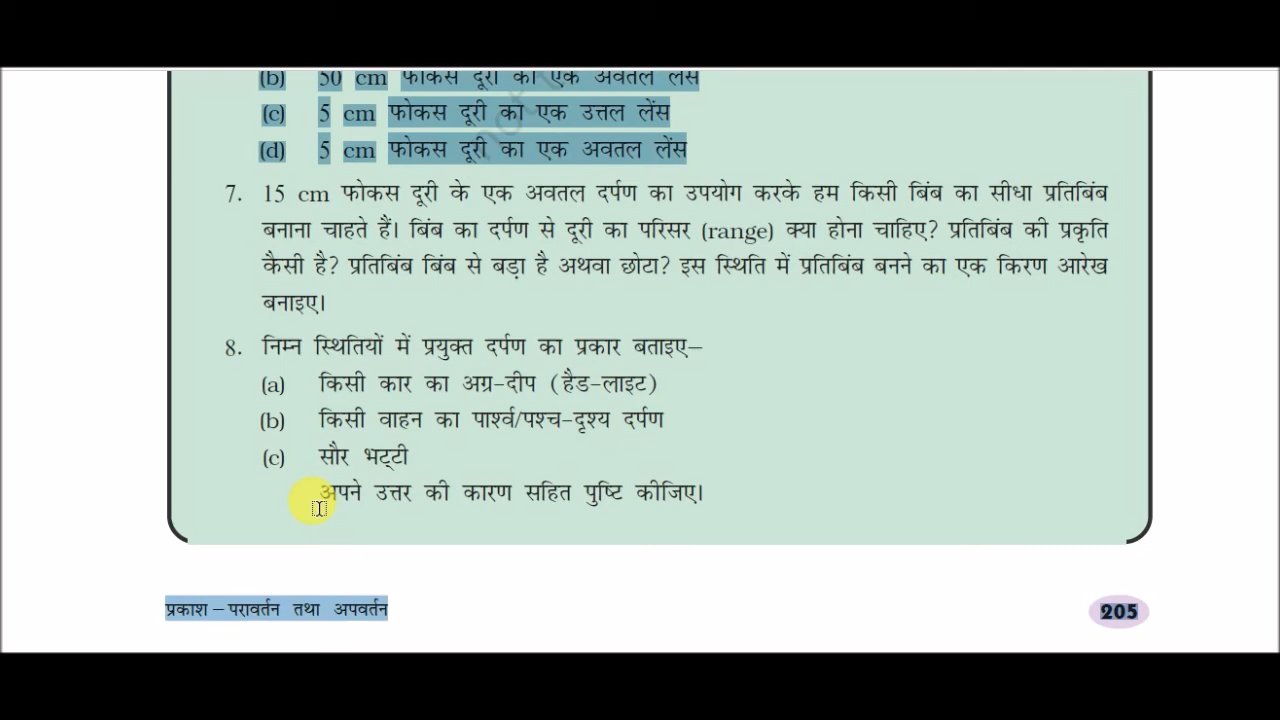 (b) 50 cm फोकस दूरी का एक अवतल लेंस
(c) 5 cm फोकस दूरी का एक उत्तल लेंस
(d) 5 cm फोकस दूरी का एक अवतल लेंस
7. 15 cm फोकस दूरी के एक अवतल दर्पण का उपयोग करके हम किसी बिंब का सीधा प्रतिबिंब
बनाना चाहते हैं। बिंब का दर्पण से दूरी का परिसर (range) क्या होना चाहिए? प्रतिबिंब की प्रकृति
कैसी है? प्रतिबिंब बिंब से बड़ा है अथवा छोटा? इस स्थिति में प्रतिबिंब बनने का एक किरण आरेख
बनाइए।
8. निम्न स्थितियों में प्रयुक्त दर्पण का प्रकार बताइए–
(a) किसी कार का अग्र-दीप (हैड-लाइट)
(b) किसी वाहन का पार्श्व/पश्च-दृश्य दर्पण
(c) सौर भट्टी
अपने उत्तर की कारण सहित पुष्टि कीजिए।
प्रकाश – परावर्तन तथा अपवर्तन
205